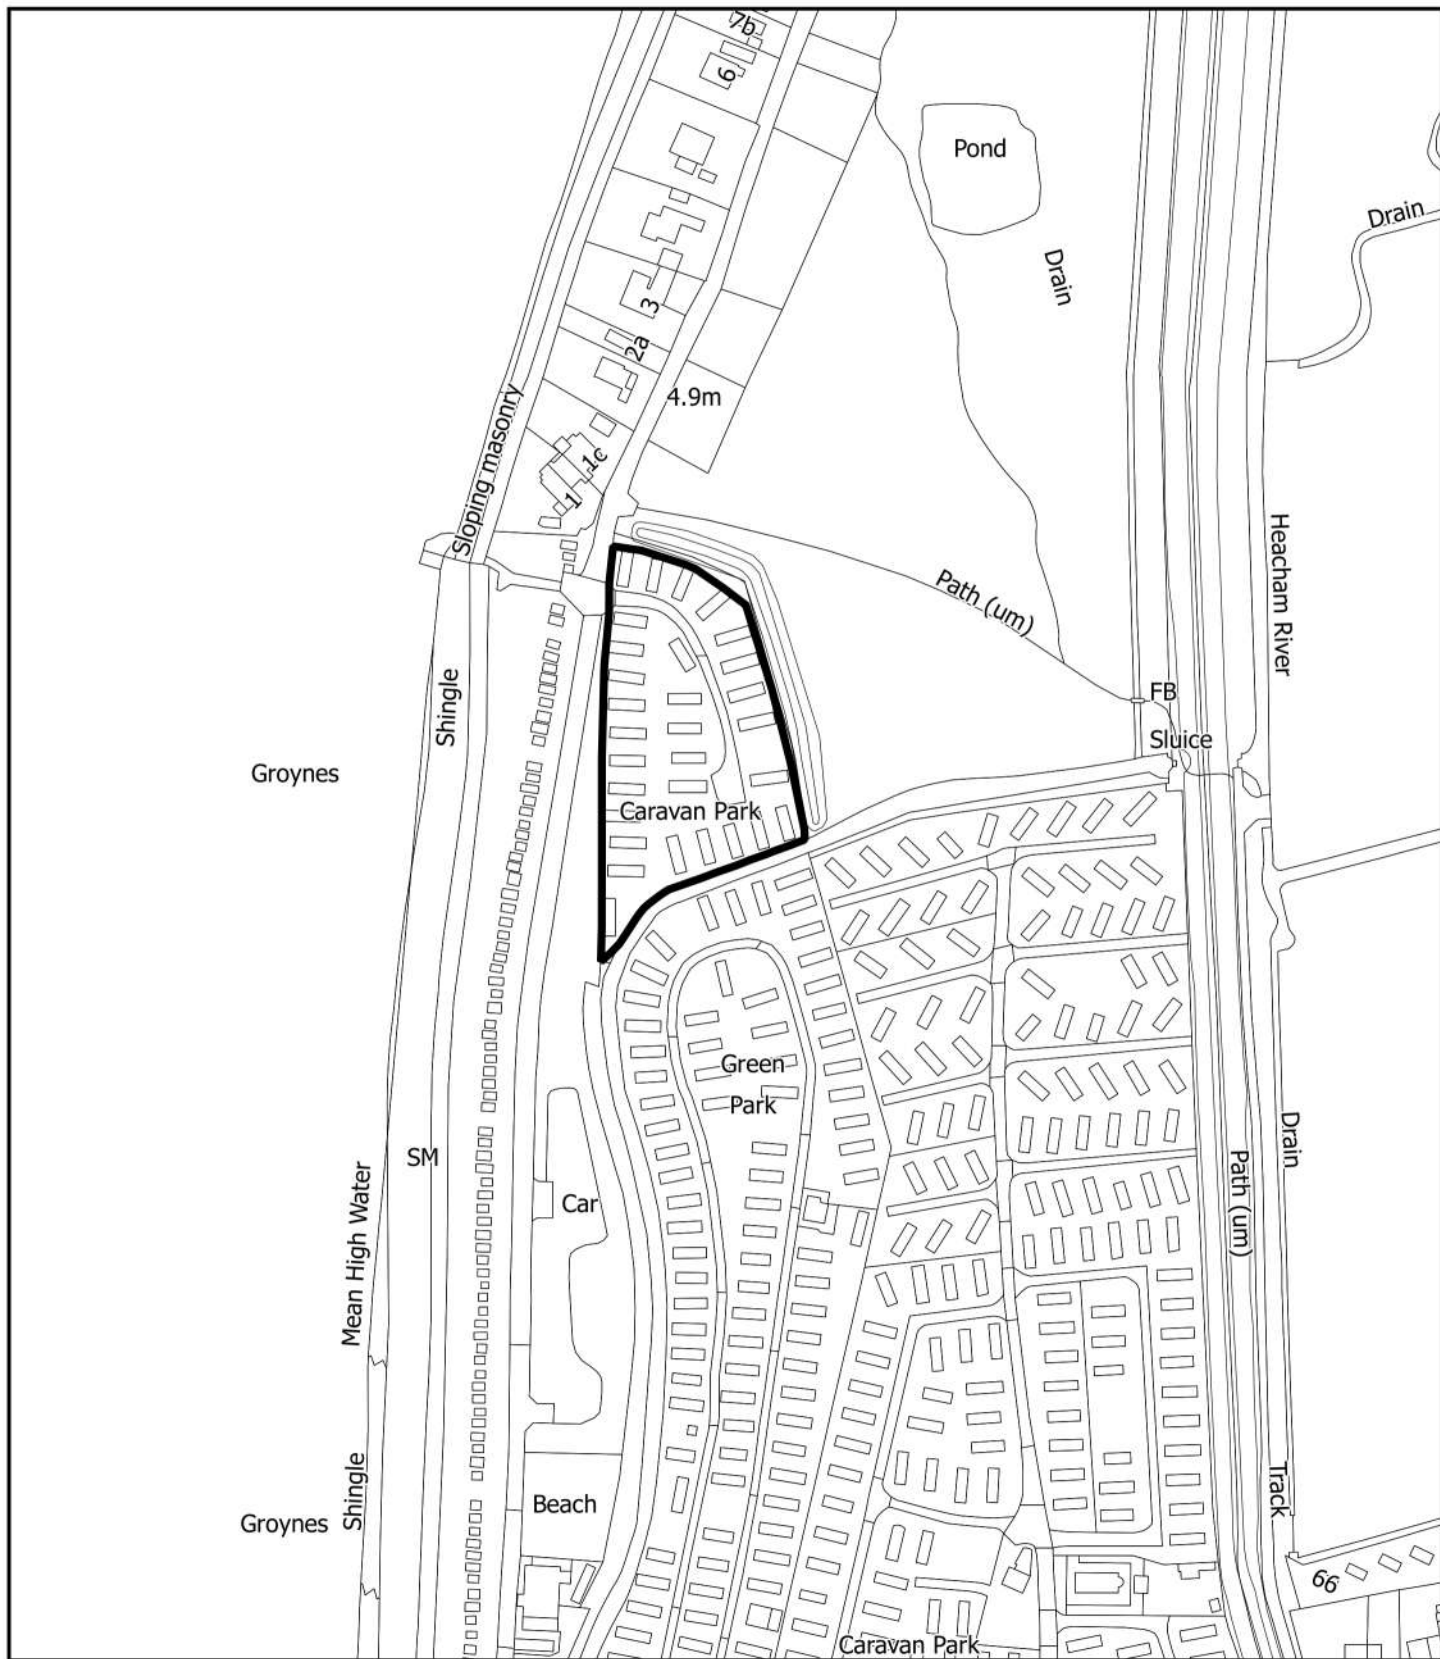 7b
6
Pond
Drain
Drain
3
2a
4.9m
Sloping masonry
1c
1
Heacham River
Path (um)
Shingle
FB
Sluice
Groynes
Caravan Park
Green
Park
SM
Mean High Water
Car
Drain
Path (um)
Shingle
Groynes
Beach
Track
66
Caravan Park